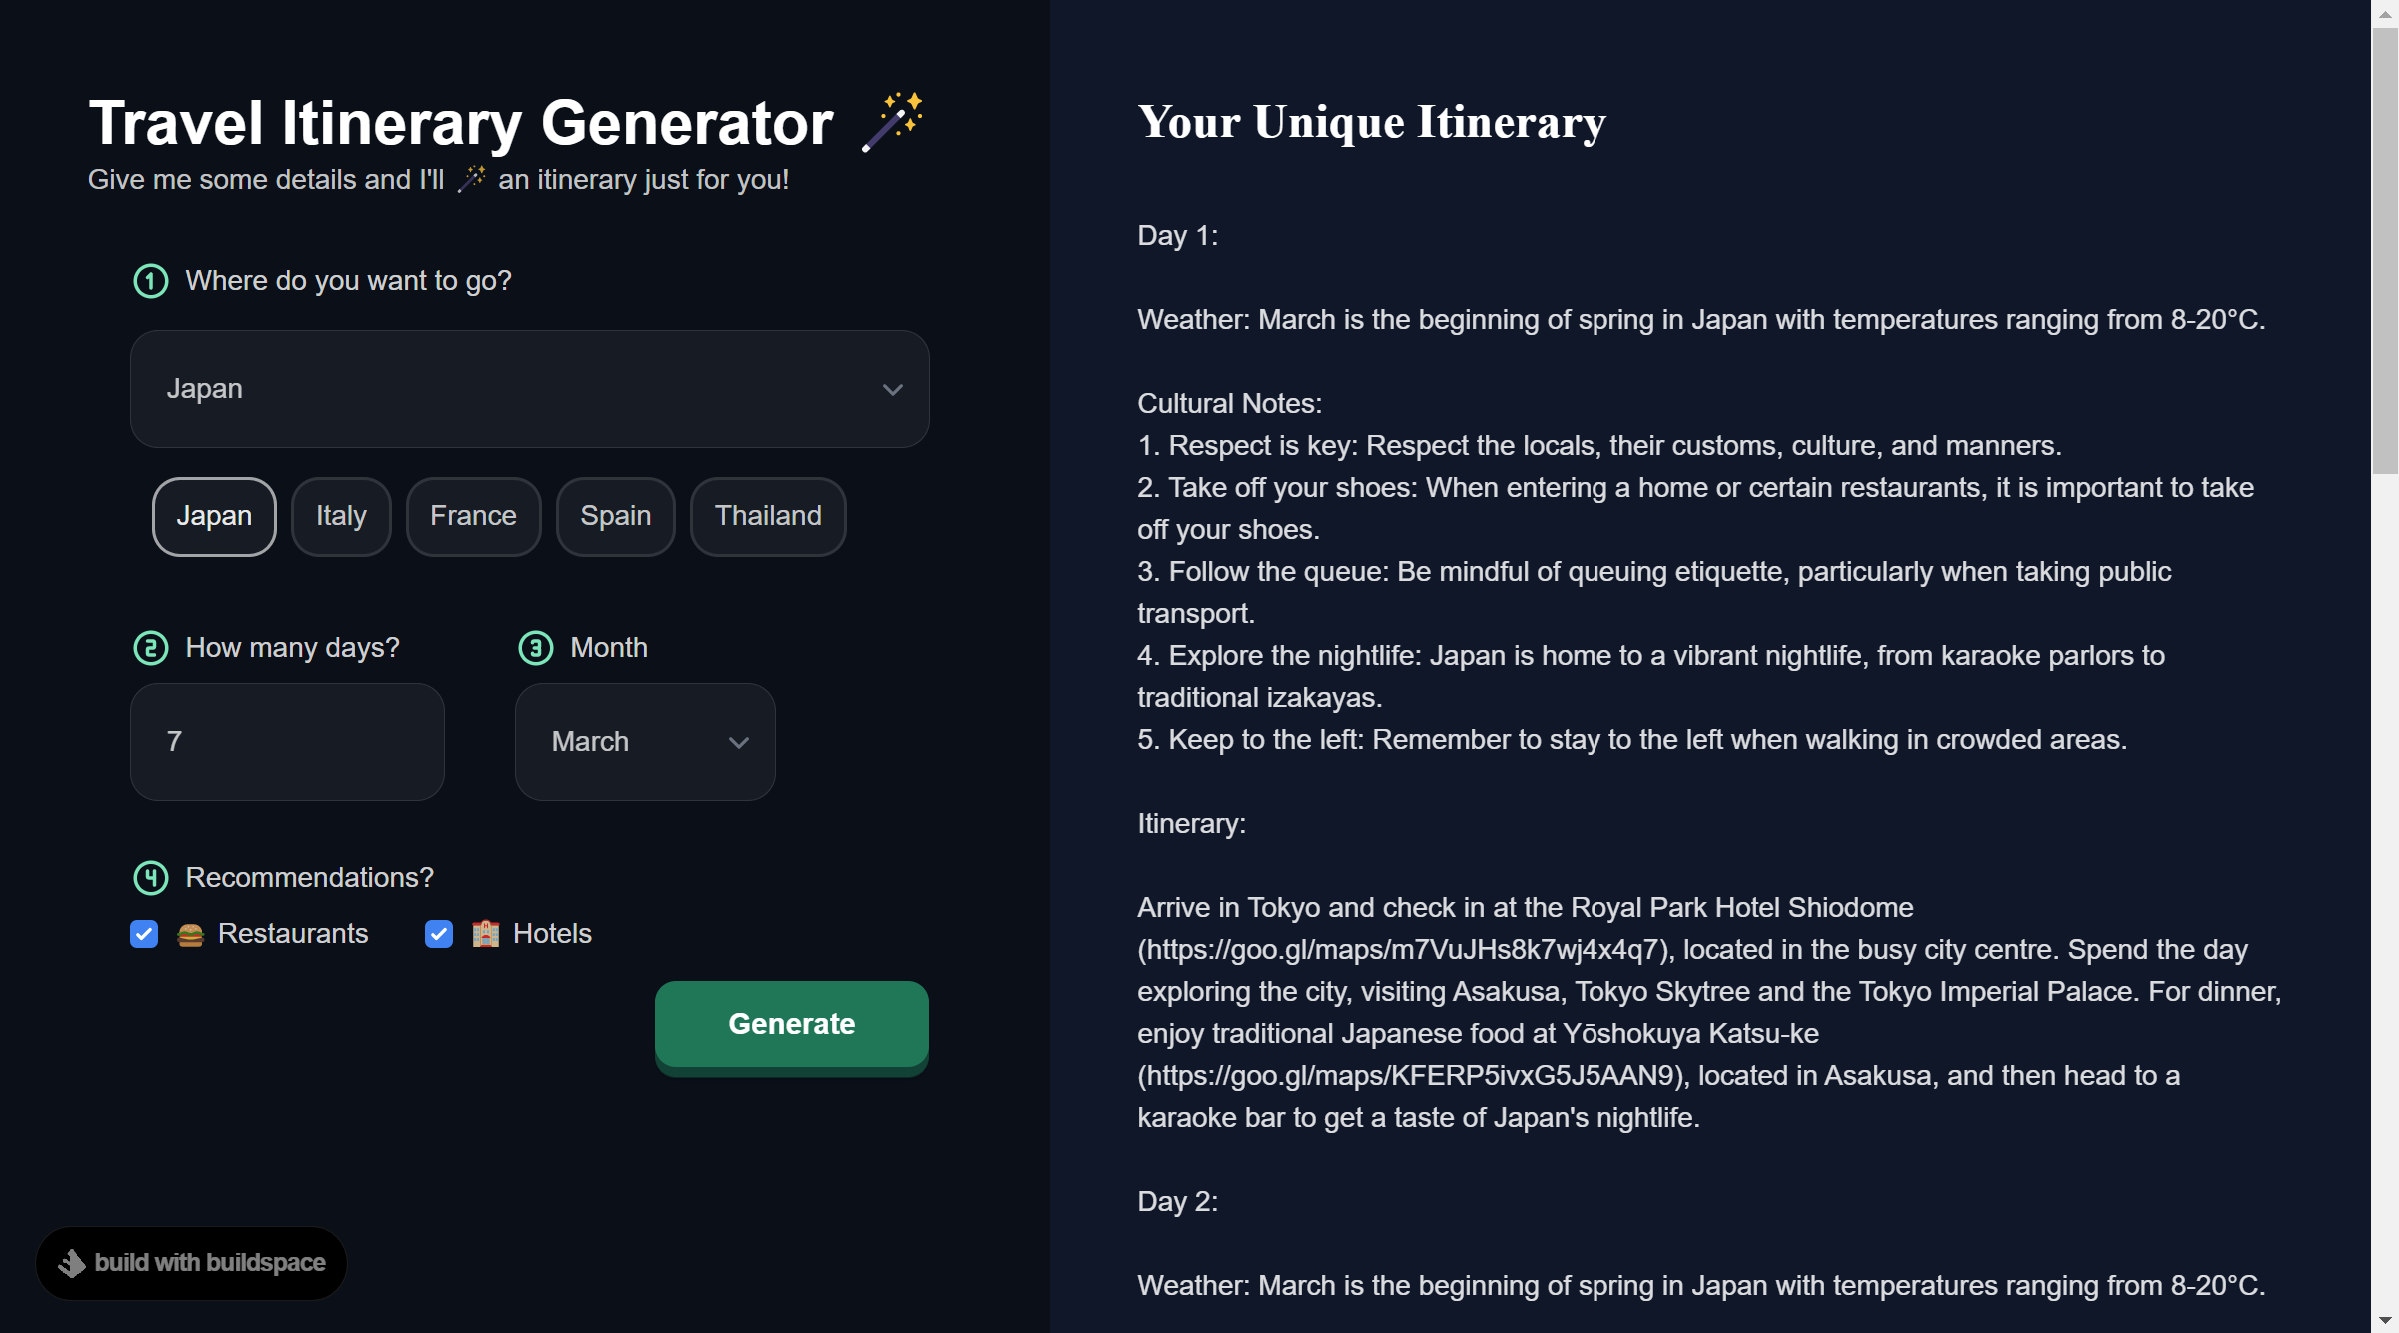 Travel Itinerary Generator
Give me some details and I'll an itinerary just for you!
1 Where do you want to go?
Japan
Japan Italy France Spain Thailand
2 How many days? 3 Month
7 March
4 Recommendations?
Restaurants Hotels
Generate
build with buildspace
Your Unique Itinerary
Day 1:
Weather: March is the beginning of spring in Japan with temperatures ranging from 8-20°C.
Cultural Notes:
1. Respect is key: Respect the locals, their customs, culture, and manners.
2. Take off your shoes: When entering a home or certain restaurants, it is important to take
off your shoes.
3. Follow the queue: Be mindful of queuing etiquette, particularly when taking public
transport.
4. Explore the nightlife: Japan is home to a vibrant nightlife, from karaoke parlors to
traditional izakayas.
5. Keep to the left: Remember to stay to the left when walking in crowded areas.
Itinerary:
Arrive in Tokyo and check in at the Royal Park Hotel Shiodome
(https://goo.gl/maps/m7VuJHs8k7wj4x4q7), located in the busy city centre. Spend the day
exploring the city, visiting Asakusa, Tokyo Skytree and the Tokyo Imperial Palace. For dinner,
enjoy traditional Japanese food at Yōshokuya Katsu-ke
(https://goo.gl/maps/KFERP5ivxG5J5AAN9), located in Asakusa, and then head to a
karaoke bar to get a taste of Japan's nightlife.
Day 2:
Weather: March is the beginning of spring in Japan with temperatures ranging from 8-20°C.